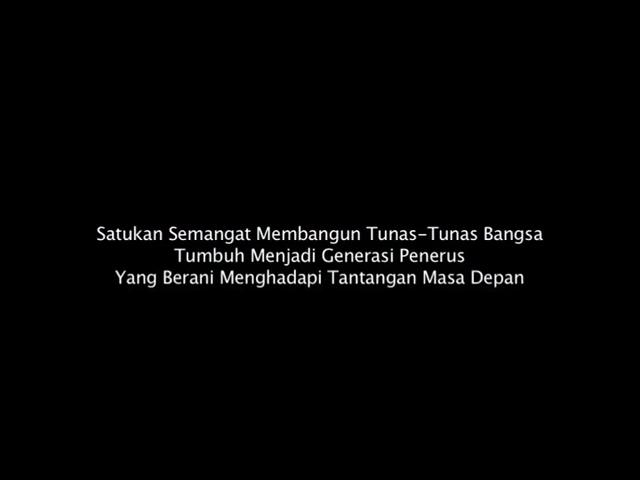 Satukan Semangat Membangun Tunas-Tunas Bangsa
Tumbuh Menjadi Generasi Penerus
Yang Berani Menghadapi Tantangan Masa Depan